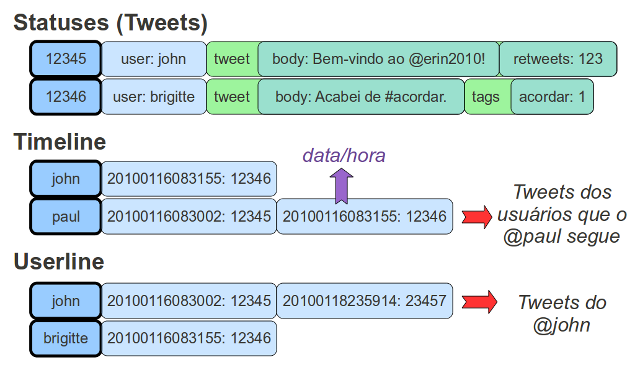 Statuses (Tweets)
12345 user: john tweet body: Bem-vindo ao @erin2010! retweets: 123
12346 user: brigitte tweet body: Acabei de #acordar. tags acordar: 1
Timeline
data/hora
john 20100116083155: 12346
paul 20100116083002: 12345 20100116083155: 12346
Tweets dos
usuários que o
@paul segue
Userline
john 20100116083002: 12345 20100118235914: 23457
brigitte 20100116083155: 12346
Tweets do
@john